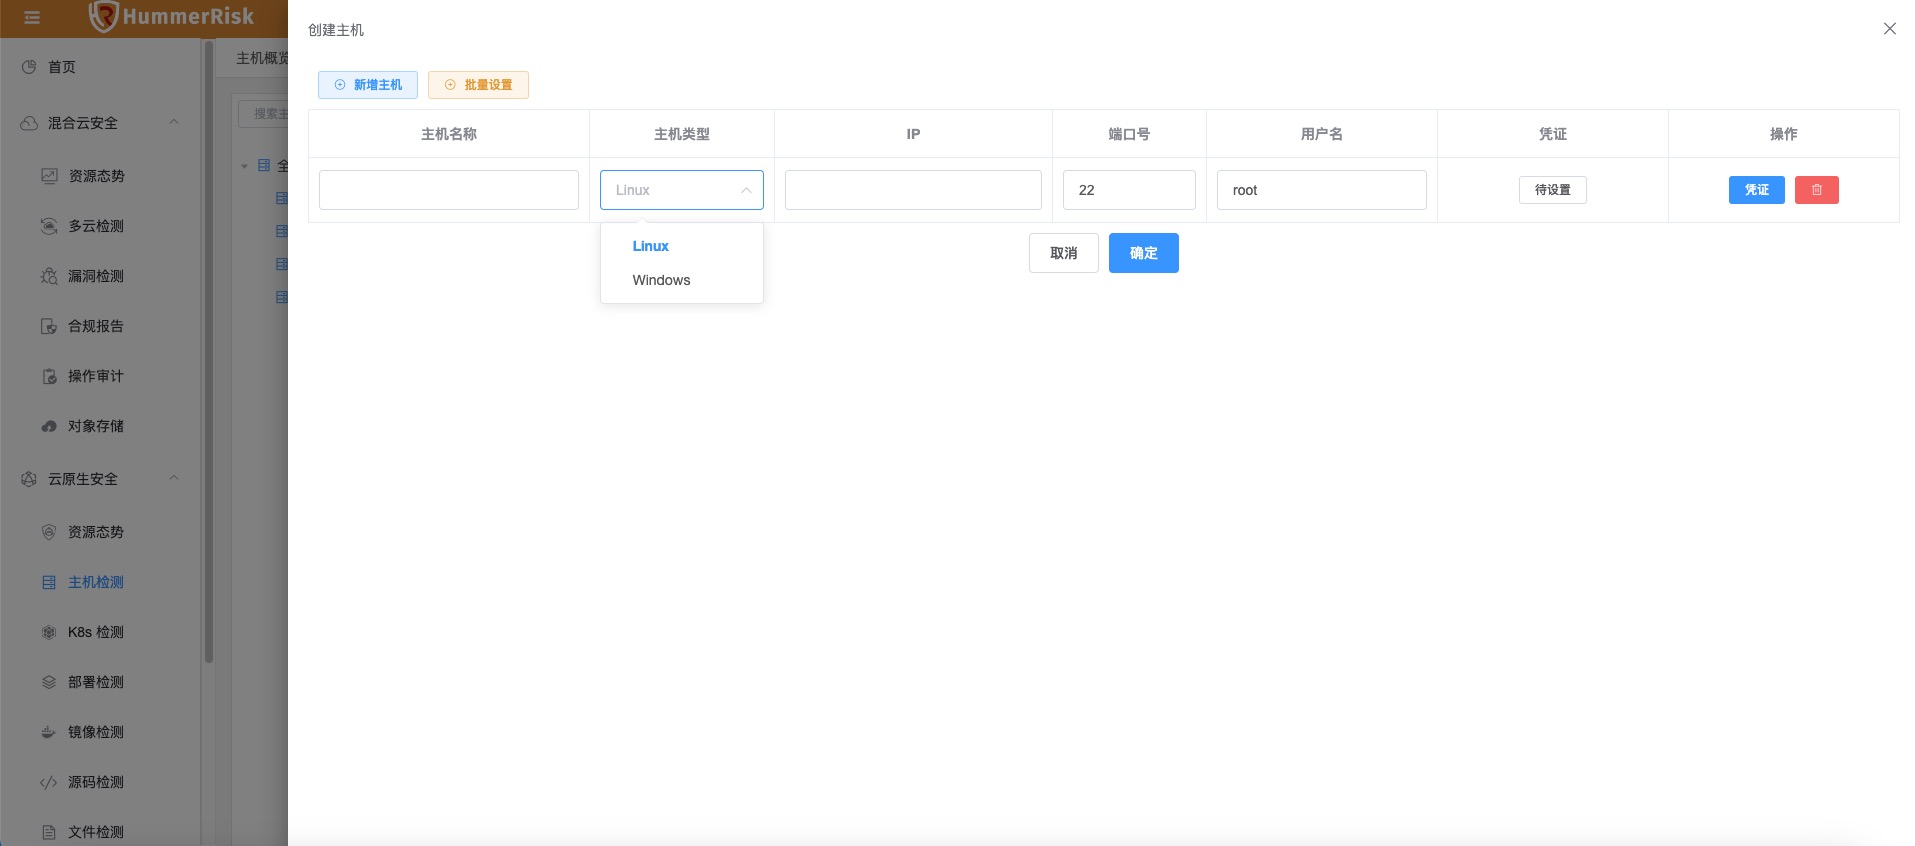 HummerRisk
首页
混合云安全
资源态势
多云检测
漏洞检测
合规报告
操作审计
对象存储
云原生安全
资源态势
主机检测
K8s 检测
部署检测
镜像检测
源码检测
文件检测
主机概览
搜索主
全
创建主机
新增主机 批量设置
主机名称 主机类型 IP 端口号 用户名 凭证 操作
Linux 22 root 待设置 凭证
Linux
Windows
取消 确定